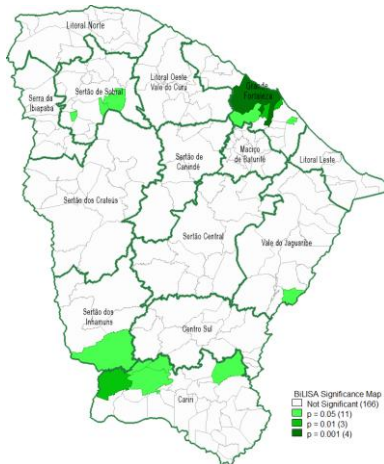 Litoral Norte
Litoral Oeste
Vale do Curu
Grande
Fortaleza
Serra da
Ibiapaba
Sertão de Sobral
Maciço
de Baturité
Sertão de
Canindé
Litoral Leste
Sertão dos Crateús
Sertão Central
Vale do Jaguaribe
Sertão dos
Inhamuns
Centro Sul
Cariri
BiLISA Significance Map
Not Significant (166)
p = 0.05 (11)
p = 0.01 (3)
p = 0.001 (4)